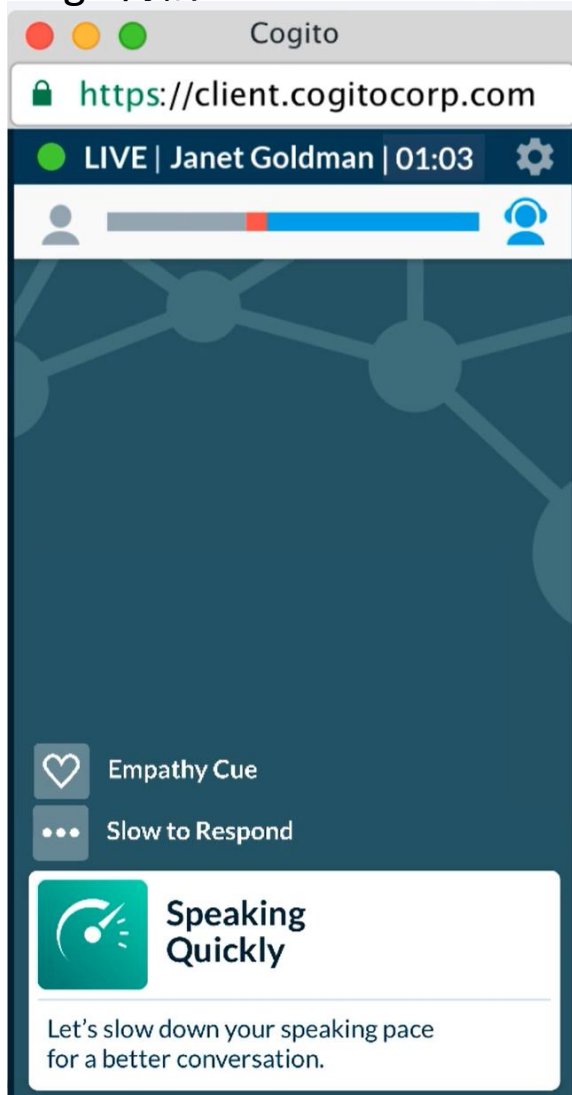 Cogito
https://client.cogitocorp.com
LIVE | Janet Goldman | 01:03
Empathy Cue
Slow to Respond
Speaking
Quickly
Let's slow down your speaking pace
for a better conversation.